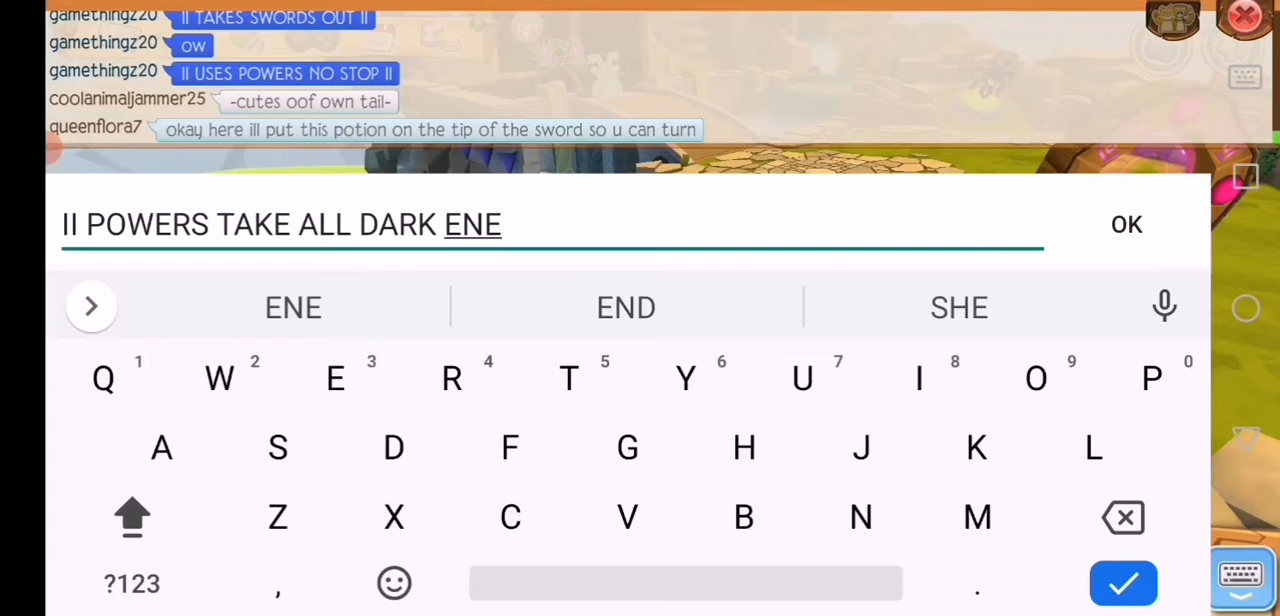 gamethingz20 II TAKES SWORDS OUT II
gamethingz20 OW
gamethingz20 II USES POWERS NO STOP II
coolanimaljammer25 -cutes oof own tail-
queenflora7 okay here ill put this potion on the tip of the sword so u can turn
II POWERS TAKE ALL DARK ENE OK
ENE END SHE
Q 1 W 2 E 3 R 4 T 5 Y 6 U 7 I 8 O 9 P 0
A S D F G H J K L
Z X C V B N M
?123 , .